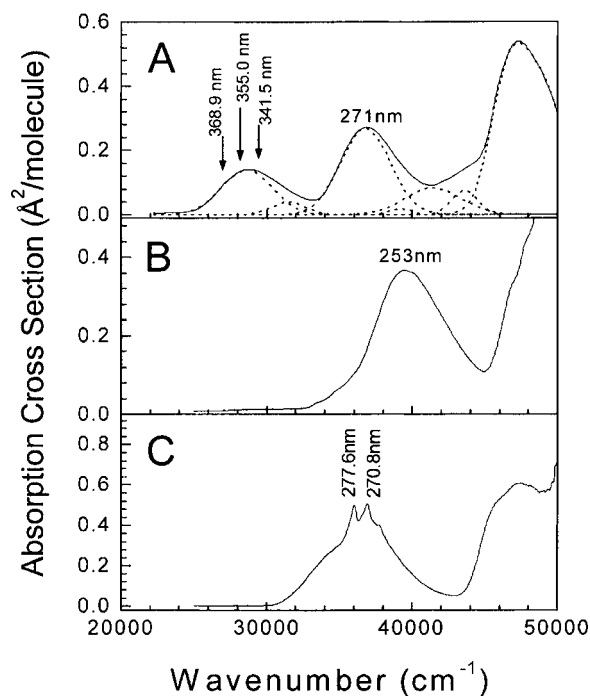 Absorption Cross Section (Å²/molecule)
A
368.9 nm
355.0 nm
341.5 nm
271nm
0.6
0.4
0.2
0.0
B
253nm
0.4
0.2
0.0
C
277.6nm
270.8nm
0.8
0.6
0.4
0.2
0.0
20000 30000 40000 50000
Wavenumber (cm⁻¹)